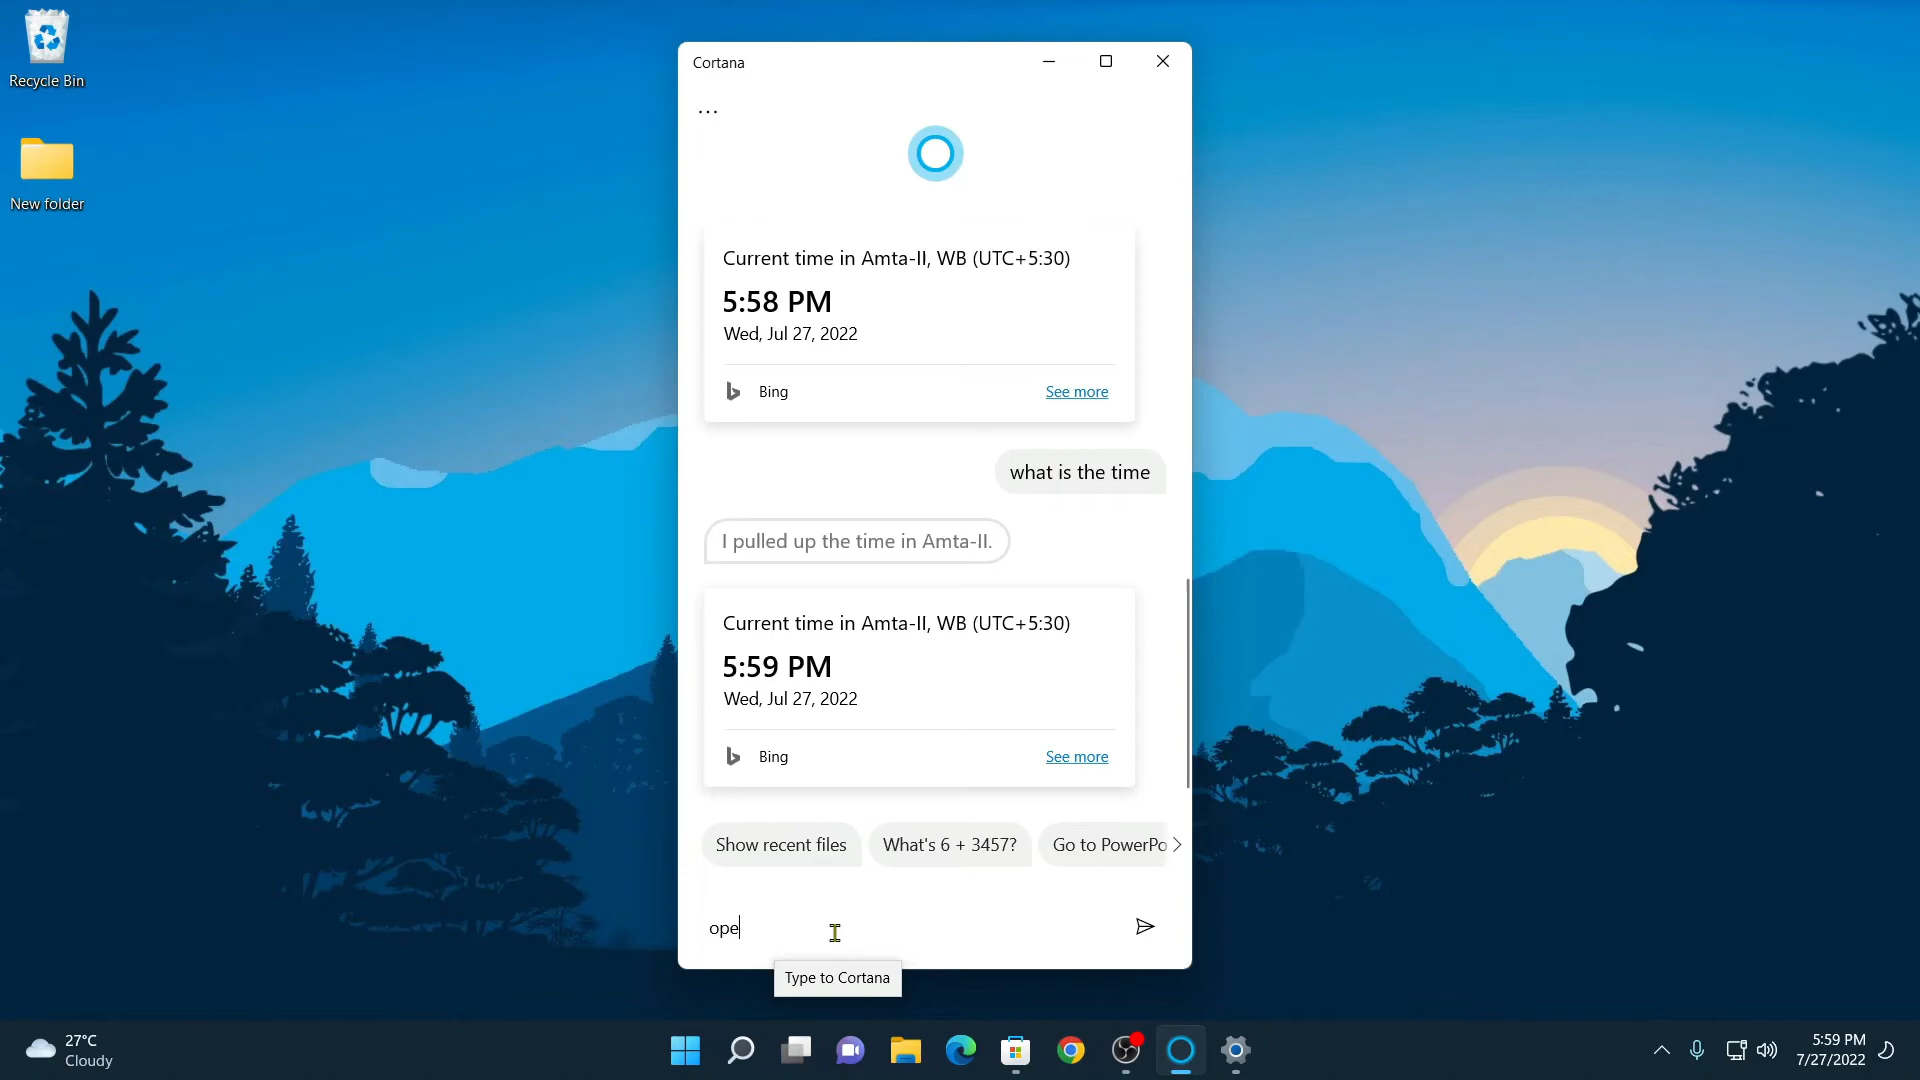 Recycle Bin
New folder
Cortana
...
Current time in Amta-II, WB (UTC+5:30)
5:58 PM
Wed, Jul 27, 2022
Bing
See more
what is the time
I pulled up the time in Amta-II.
Current time in Amta-II, WB (UTC+5:30)
5:59 PM
Wed, Jul 27, 2022
Bing
See more
Show recent files
What's 6 + 3457?
Go to PowerPo
ope
Type to Cortana
27°C
Cloudy
5:59 PM
7/27/2022